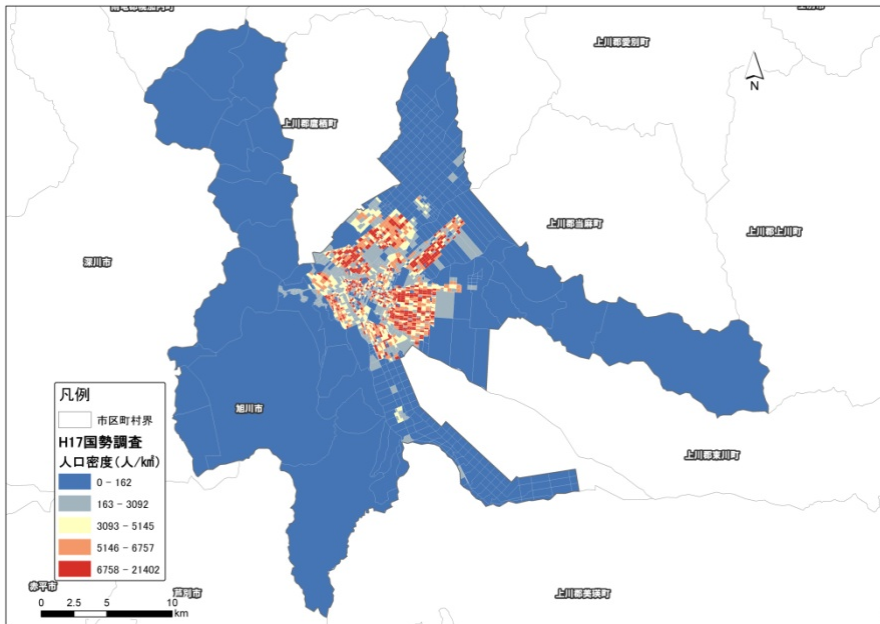 上川郡愛別町
N
上川郡鷹栖町
上川郡当麻町
上川郡上川町
深川市
凡例
市区町村界
H17国勢調査
人口密度(人/k㎡)
0 - 162
163 - 3092
3093 - 5145
5146 - 6757
6758 - 21402
旭川市
上川郡東川町
赤平市
芦別市
上川郡美瑛町
0 2.5 5 10
km